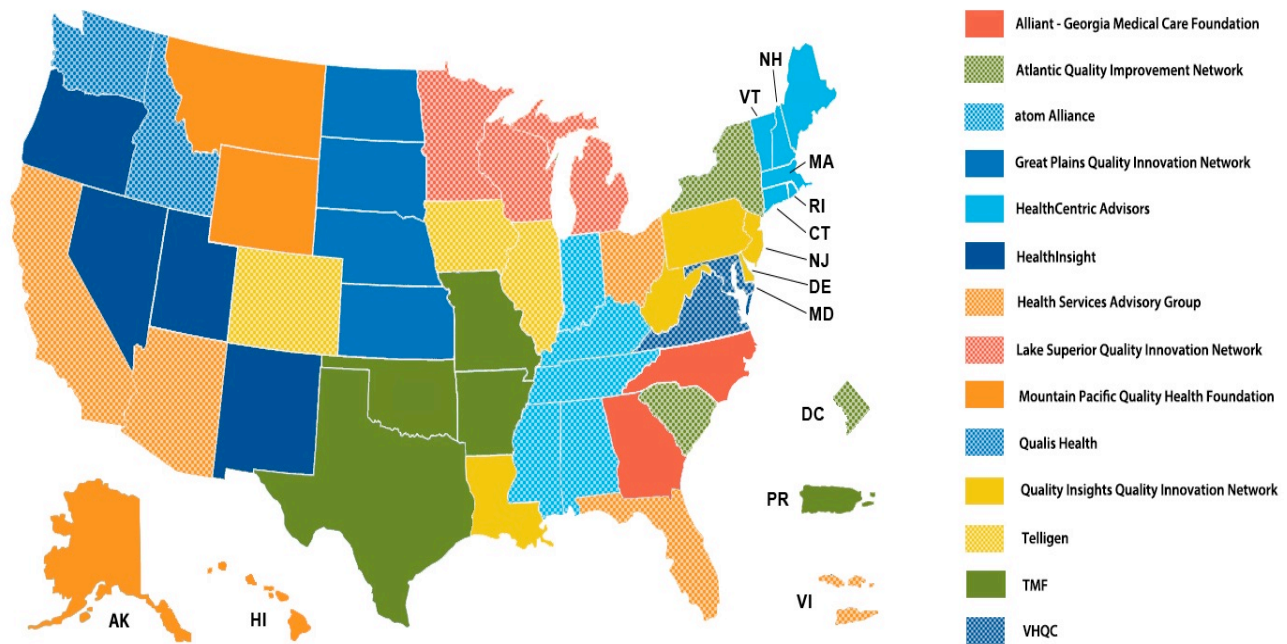 NH
VT
MA
RI
CT
NJ
DE
MD
DC
PR
VI
AK
HI
Alliant - Georgia Medical Care Foundation
Atlantic Quality Improvement Network
atom Alliance
Great Plains Quality Innovation Network
HealthCentric Advisors
HealthInsight
Health Services Advisory Group
Lake Superior Quality Innovation Network
Mountain Pacific Quality Health Foundation
Qualis Health
Quality Insights Quality Innovation Network
Telligen
TMF
VHQC